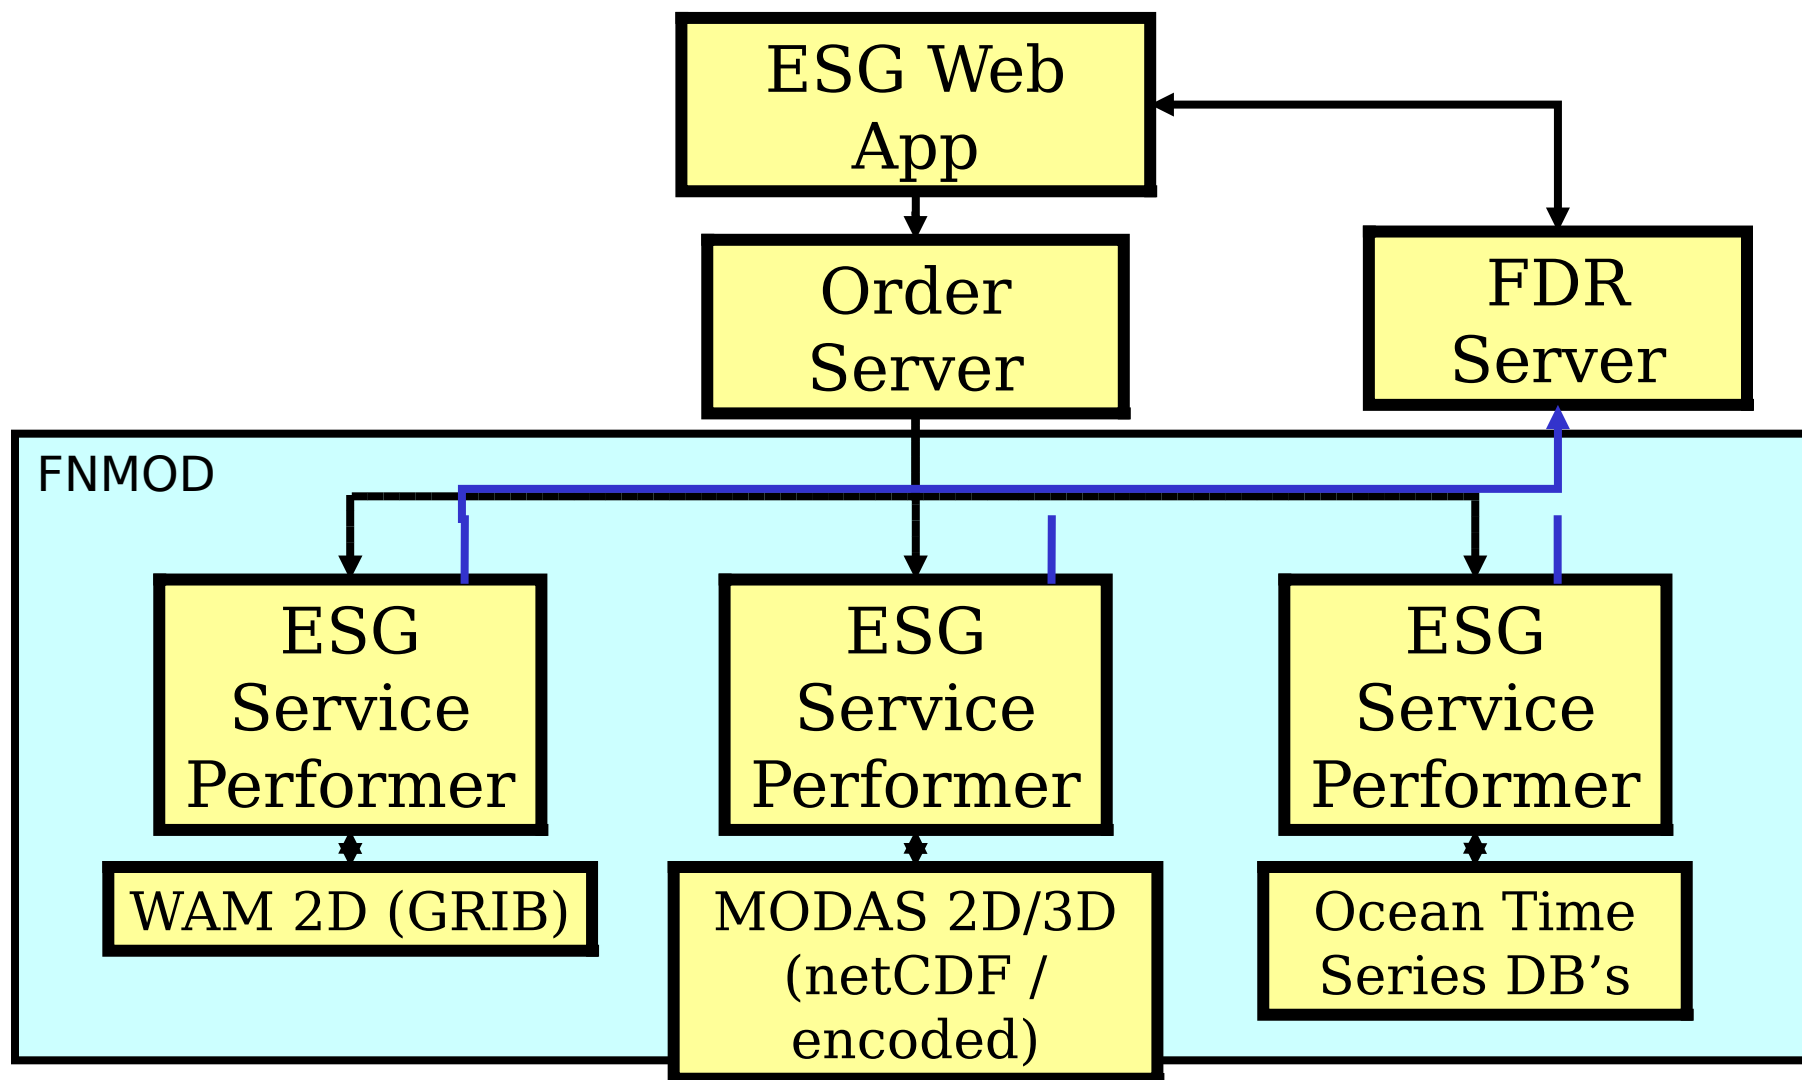 ESG Web
App
Order
Server
FDR
Server
FNMOD
ESG
Service
Performer
ESG
Service
Performer
ESG
Service
Performer
WAM 2D (GRIB)
MODAS 2D/3D
(netCDF /
encoded)
Ocean Time
Series DB’s